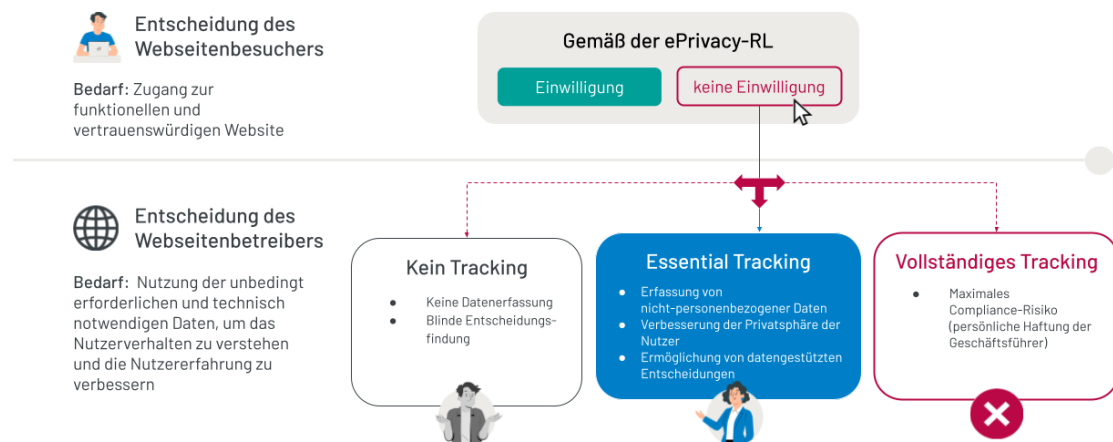 Entscheidung des
Webseitenbesuchers
Bedarf: Zugang zur
funktionellen und
vertrauenswürdigen Website
Gemäß der ePrivacy-RL
Einwilligung
keine Einwilligung
Entscheidung des
Webseitenbetreibers
Bedarf: Nutzung der unbedingt
erforderlichen und technisch
notwendigen Daten, um das
Nutzerverhalten zu verstehen
und die Nutzererfahrung zu
verbessern
Kein Tracking
● Keine Datenerfassung
● Blinde Entscheidungs-
findung
Essential Tracking
● Erfassung von
nicht-personenbezogener Daten
● Verbesserung der Privatsphäre der
Nutzer
● Ermöglichung von datengestützten
Entscheidungen
Vollständiges Tracking
● Maximales
Compliance-Risiko
(persönliche Haftung der
Geschäftsführer)